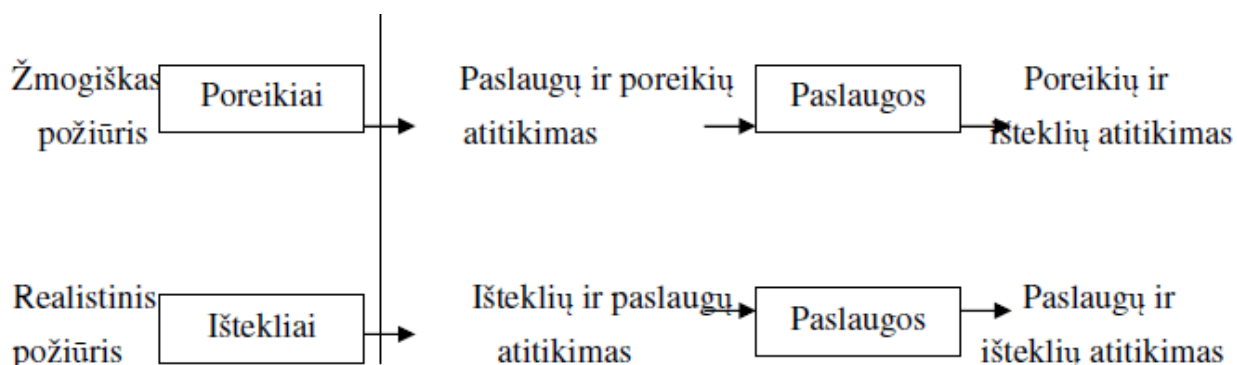 Žmogiškas
požiūris
Poreikiai
Paslaugų ir poreikių
atitikimas
Paslaugos
Poreikių ir
išteklių atitikimas
Realistinis
požiūris
Ištekliai
Išteklių ir paslaugų
atitikimas
Paslaugos
Paslaugų ir
išteklių atitikimas